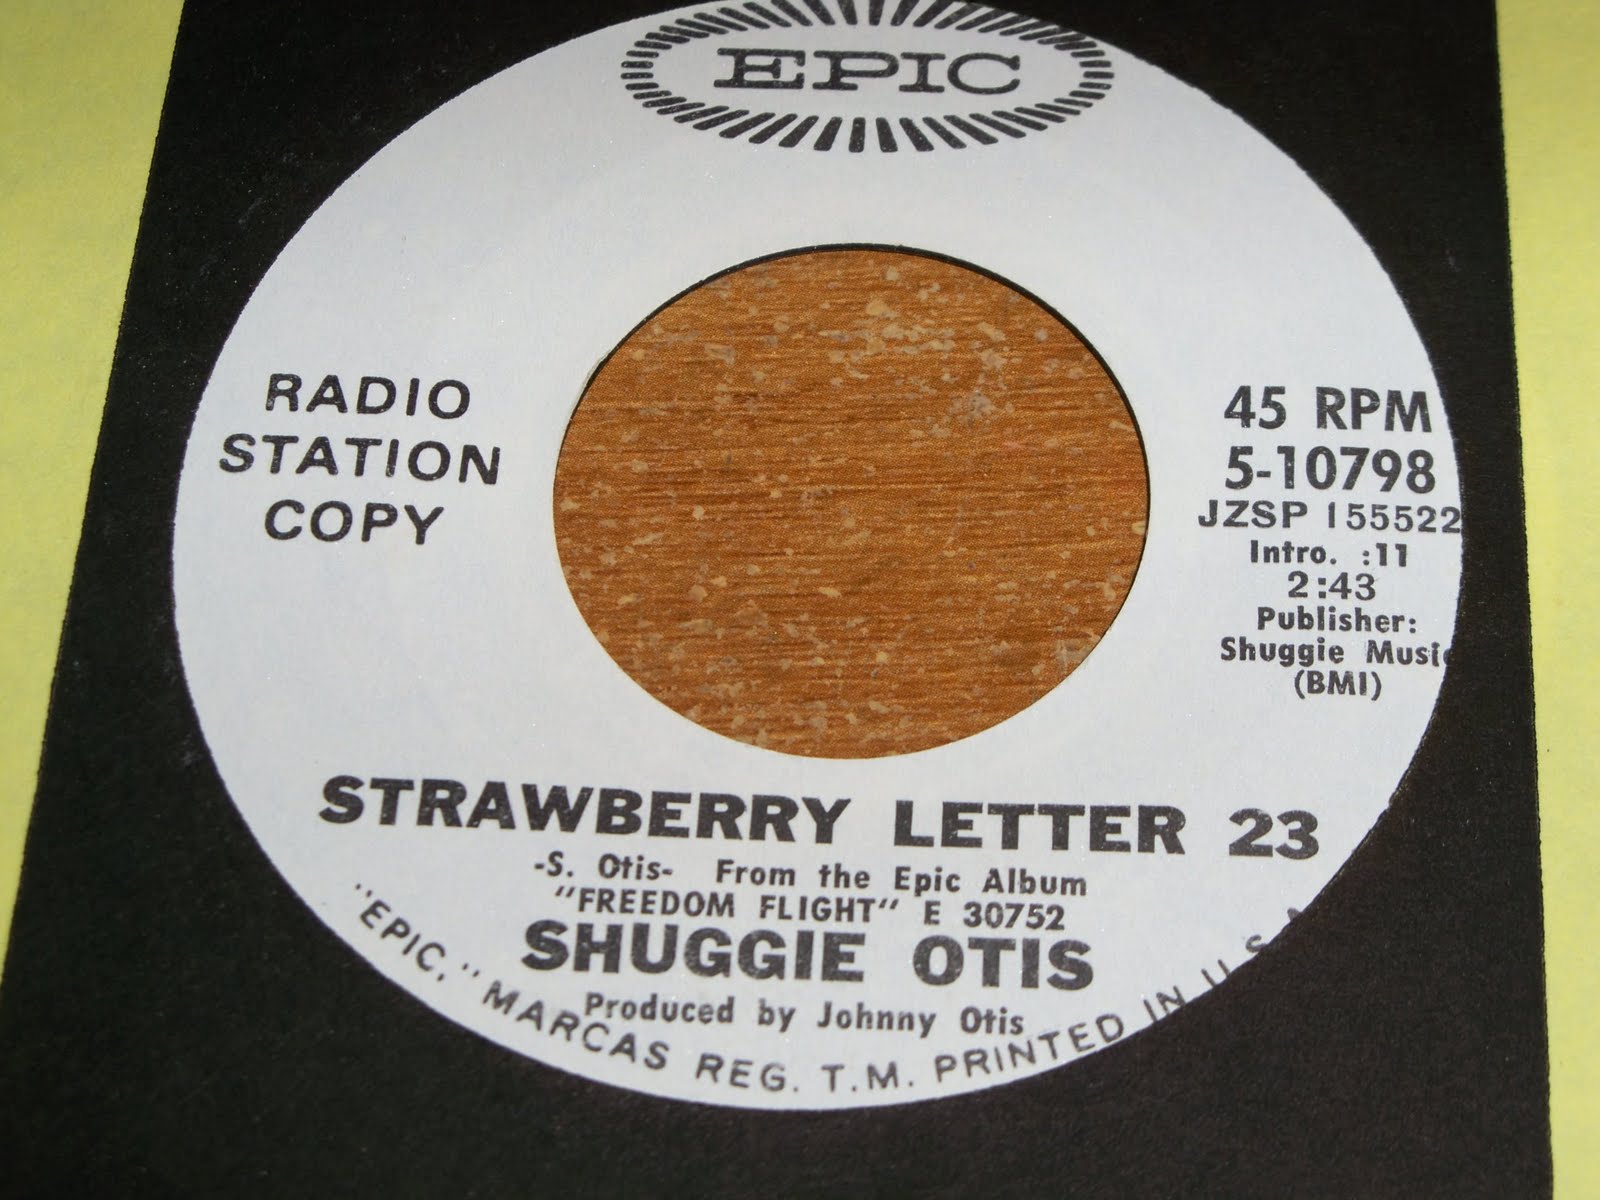 EPIC
RADIO
STATION
COPY
45 RPM
5-10798
JZSP 155522
Intro. :11
2:43
Publisher:
Shuggie Music
(BMI)
STRAWBERRY LETTER 23
-S. Otis- From the Epic Album
"FREEDOM FLIGHT" E 30752
SHUGGIE OTIS
Produced by Johnny Otis
"EPIC," MARCAS REG. T.M. PRINTED IN U.S.A.